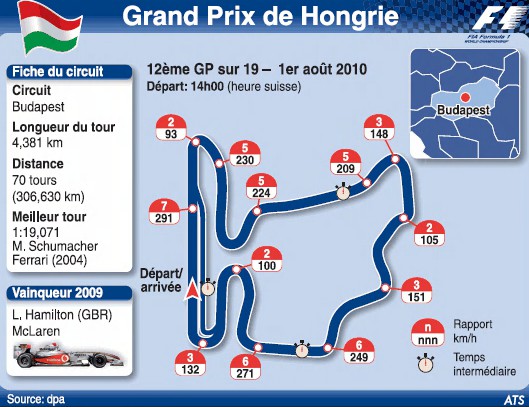 Grand Prix de Hongrie
F1
FIA Formula 1
WORLD CHAMPIONSHIP
Fiche du circuit
Circuit
Budapest
Longueur du tour
4,381 km
Distance
70 tours
(306,630 km)
Meilleur tour
1:19,071
M. Schumacher
Ferrari (2004)
Vainqueur 2009
L. Hamilton (GBR)
McLaren
12ème GP sur 19 – 1er août 2010
Départ: 14h00 (heure suisse)
Budapest
2
93
5
230
5
224
5
209
3
148
7
291
2
105
2
100
Départ/
arrivée
3
151
3
132
6
271
6
249
n
nnn
Rapport
km/h
Temps
intermédiaire
Source: dpa
ATS